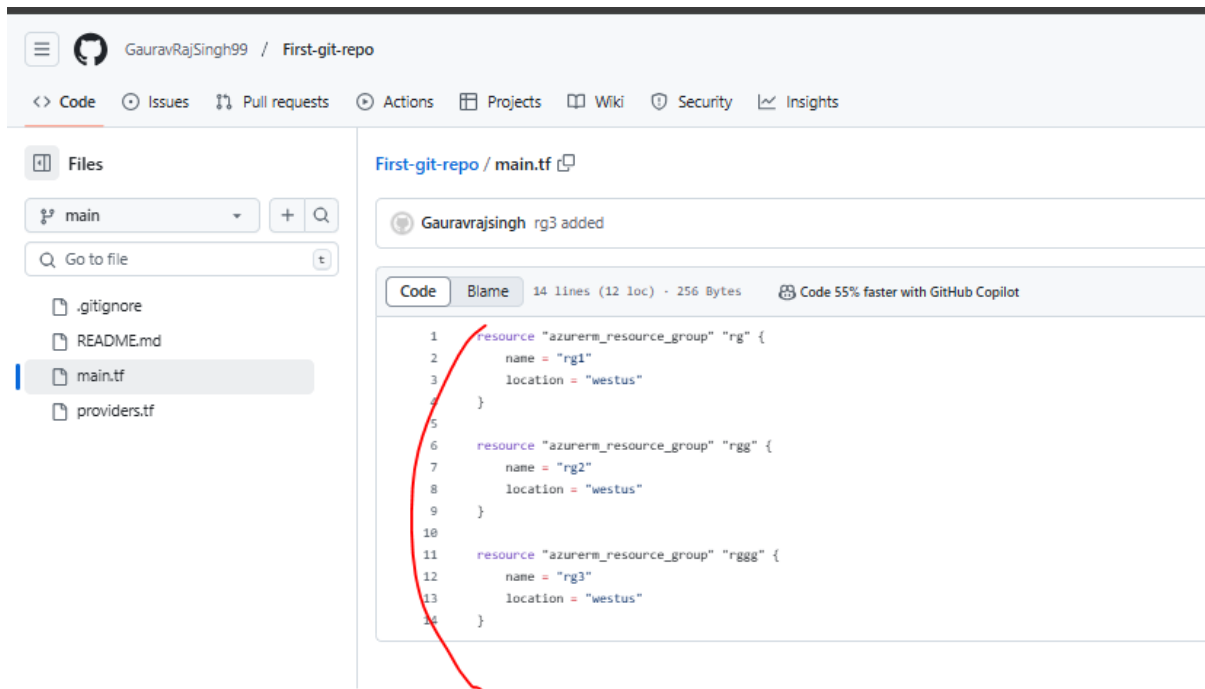 GauravRajSingh99 / First-git-repo
Code Issues Pull requests Actions Projects Wiki Security Insights
Files
main
Go to file t
.gitignore
README.md
main.tf
providers.tf
First-git-repo / main.tf
Gauravrajsingh rg3 added
Code Blame 14 lines (12 loc) · 256 Bytes Code 55% faster with GitHub Copilot
1 resource "azurerm_resource_group" "rg" {
2 name = "rg1"
3 location = "westus"
4 }
5
6 resource "azurerm_resource_group" "rgg" {
7 name = "rg2"
8 location = "westus"
9 }
10
11 resource "azurerm_resource_group" "rggg" {
12 name = "rg3"
13 location = "westus"
14 }